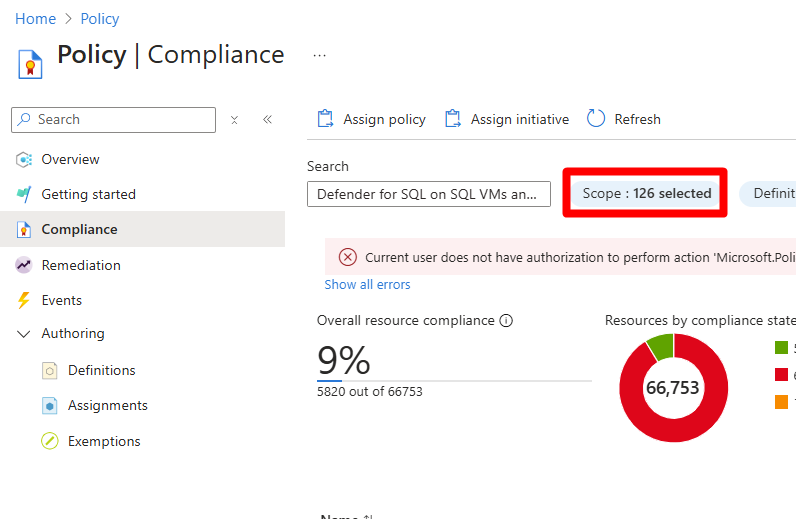 Home > Policy
Policy | Compliance ...
Search
Overview
Getting started
Compliance
Remediation
Events
Authoring
Definitions
Assignments
Exemptions
Assign policy Assign initiative Refresh
Search
Defender for SQL on SQL VMs an... Scope : 126 selected Definit
Current user does not have authorization to perform action 'Microsoft.Poli
Show all errors
Overall resource compliance
9%
5820 out of 66753
Resources by compliance state
66,753